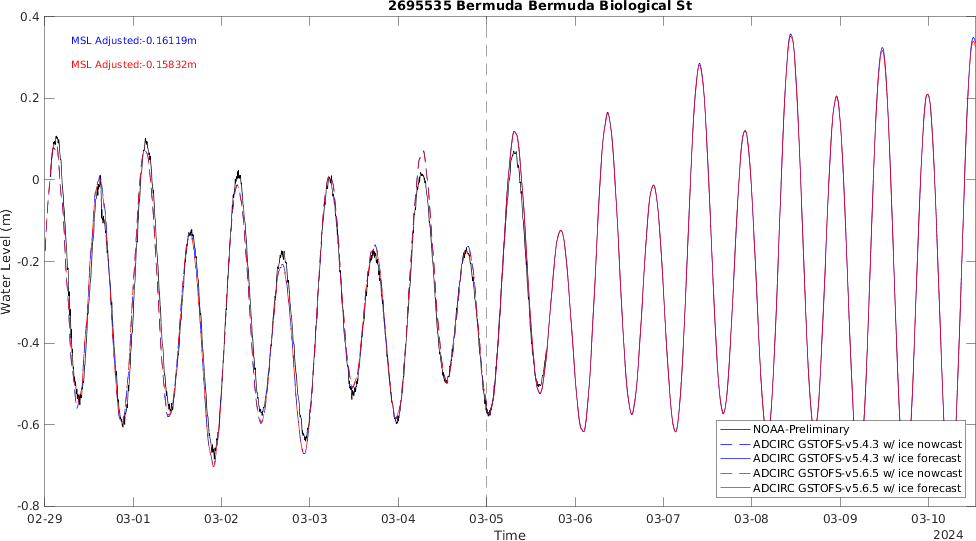 2695535 Bermuda Bermuda Biological St
MSL Adjusted:-0.16119m
MSL Adjusted:-0.15832m
0.4
0.2
0
-0.2
-0.4
-0.6
-0.8
Water Level (m)
NOAA-Preliminary
ADCIRC GSTOFS-v5.4.3 w/ ice nowcast
ADCIRC GSTOFS-v5.4.3 w/ ice forecast
ADCIRC GSTOFS-v5.6.5 w/ ice nowcast
ADCIRC GSTOFS-v5.6.5 w/ ice forecast
02-29 03-01 03-02 03-03 03-04 03-05 03-06 03-07 03-08 03-09 03-10
Time
2024